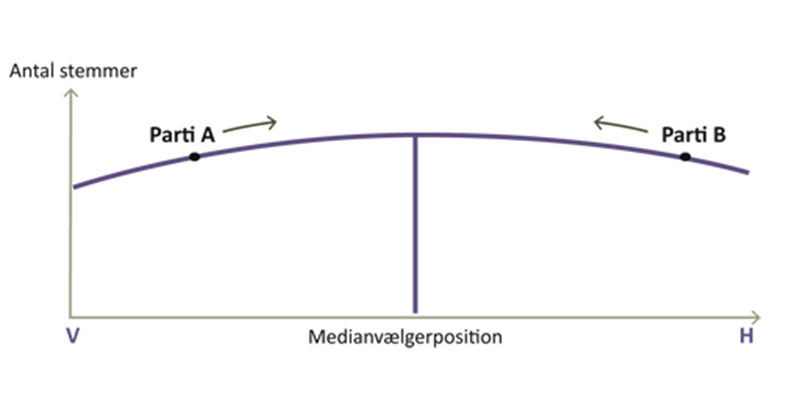 Antal stemmer
Parti A
Parti B
V
Medianvælgerposition
H